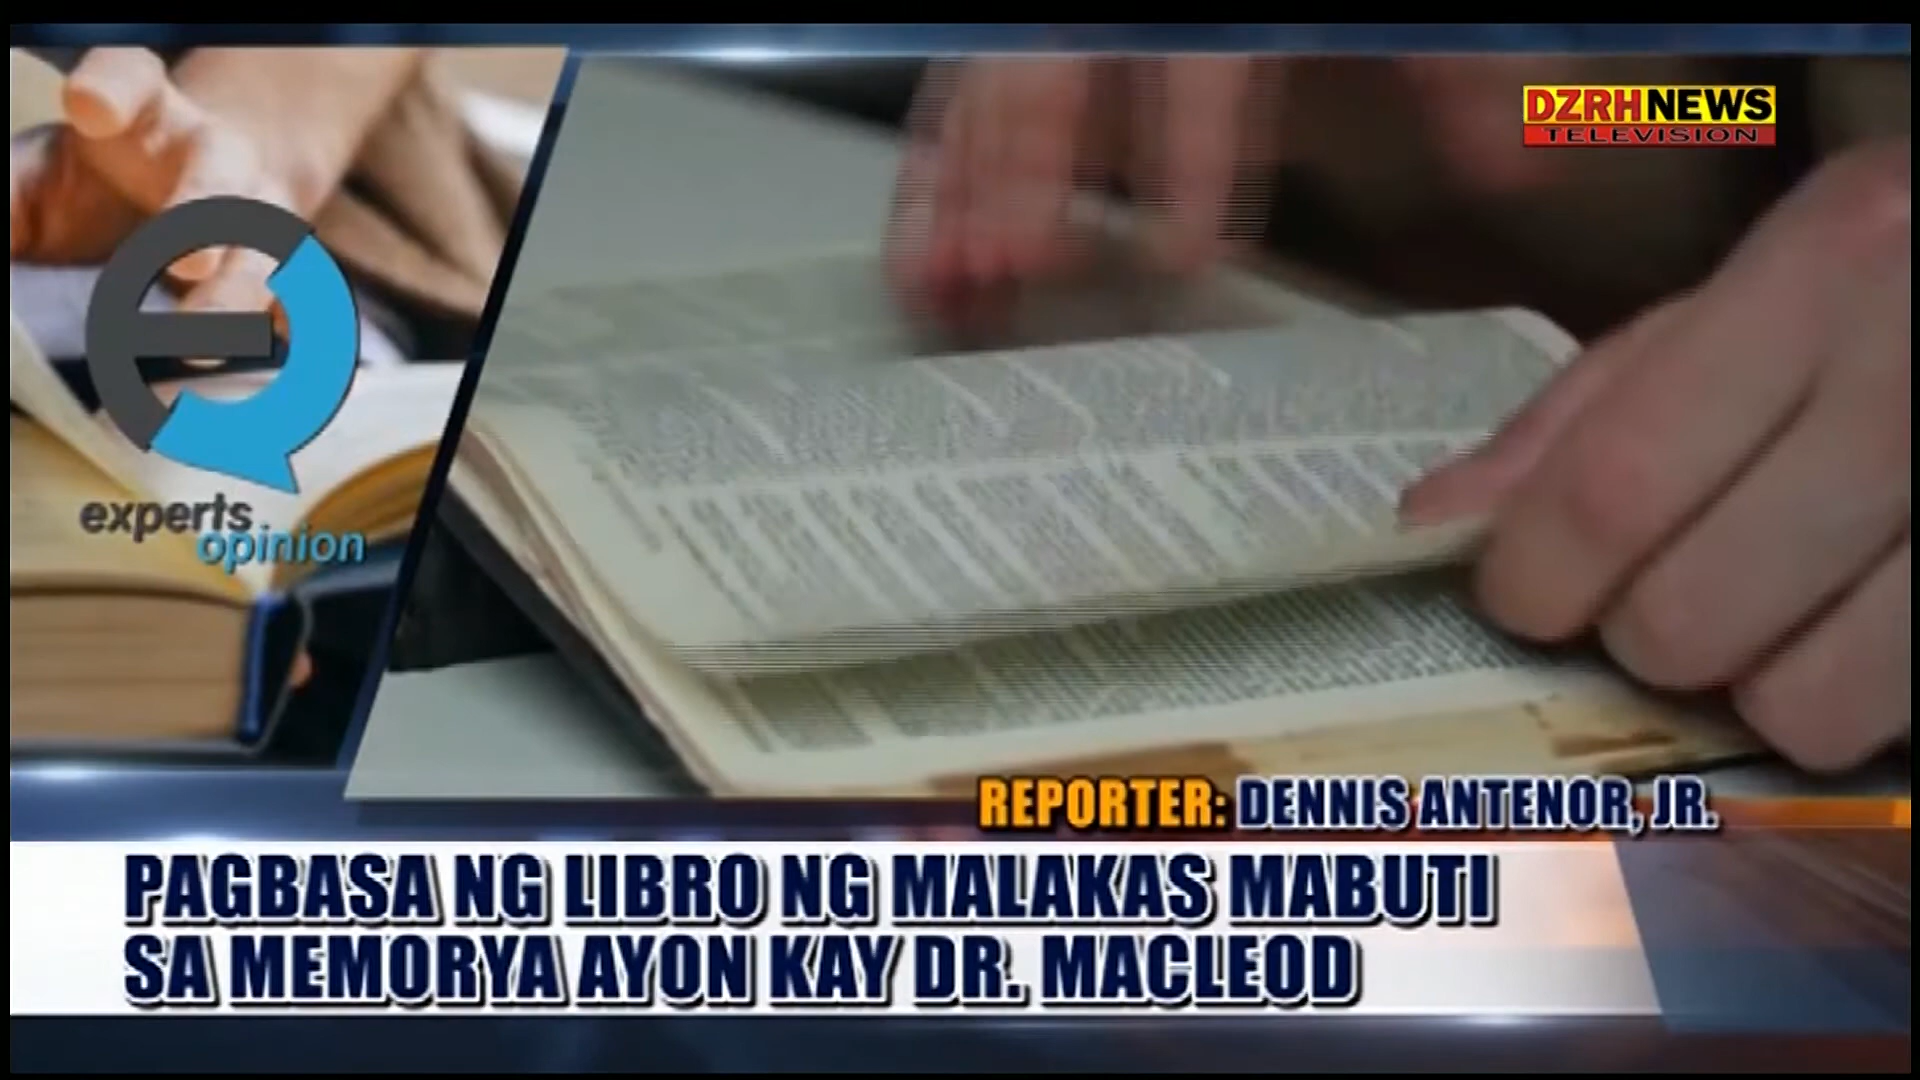 DZRH NEWS
TELEVISION
experts
opinion
REPORTER: DENNIS ANTENOR, JR.
PAGBASA NG LIBRO NG MALAKAS MABUTI
SA MEMORYA AYON KAY DR. MACLEOD